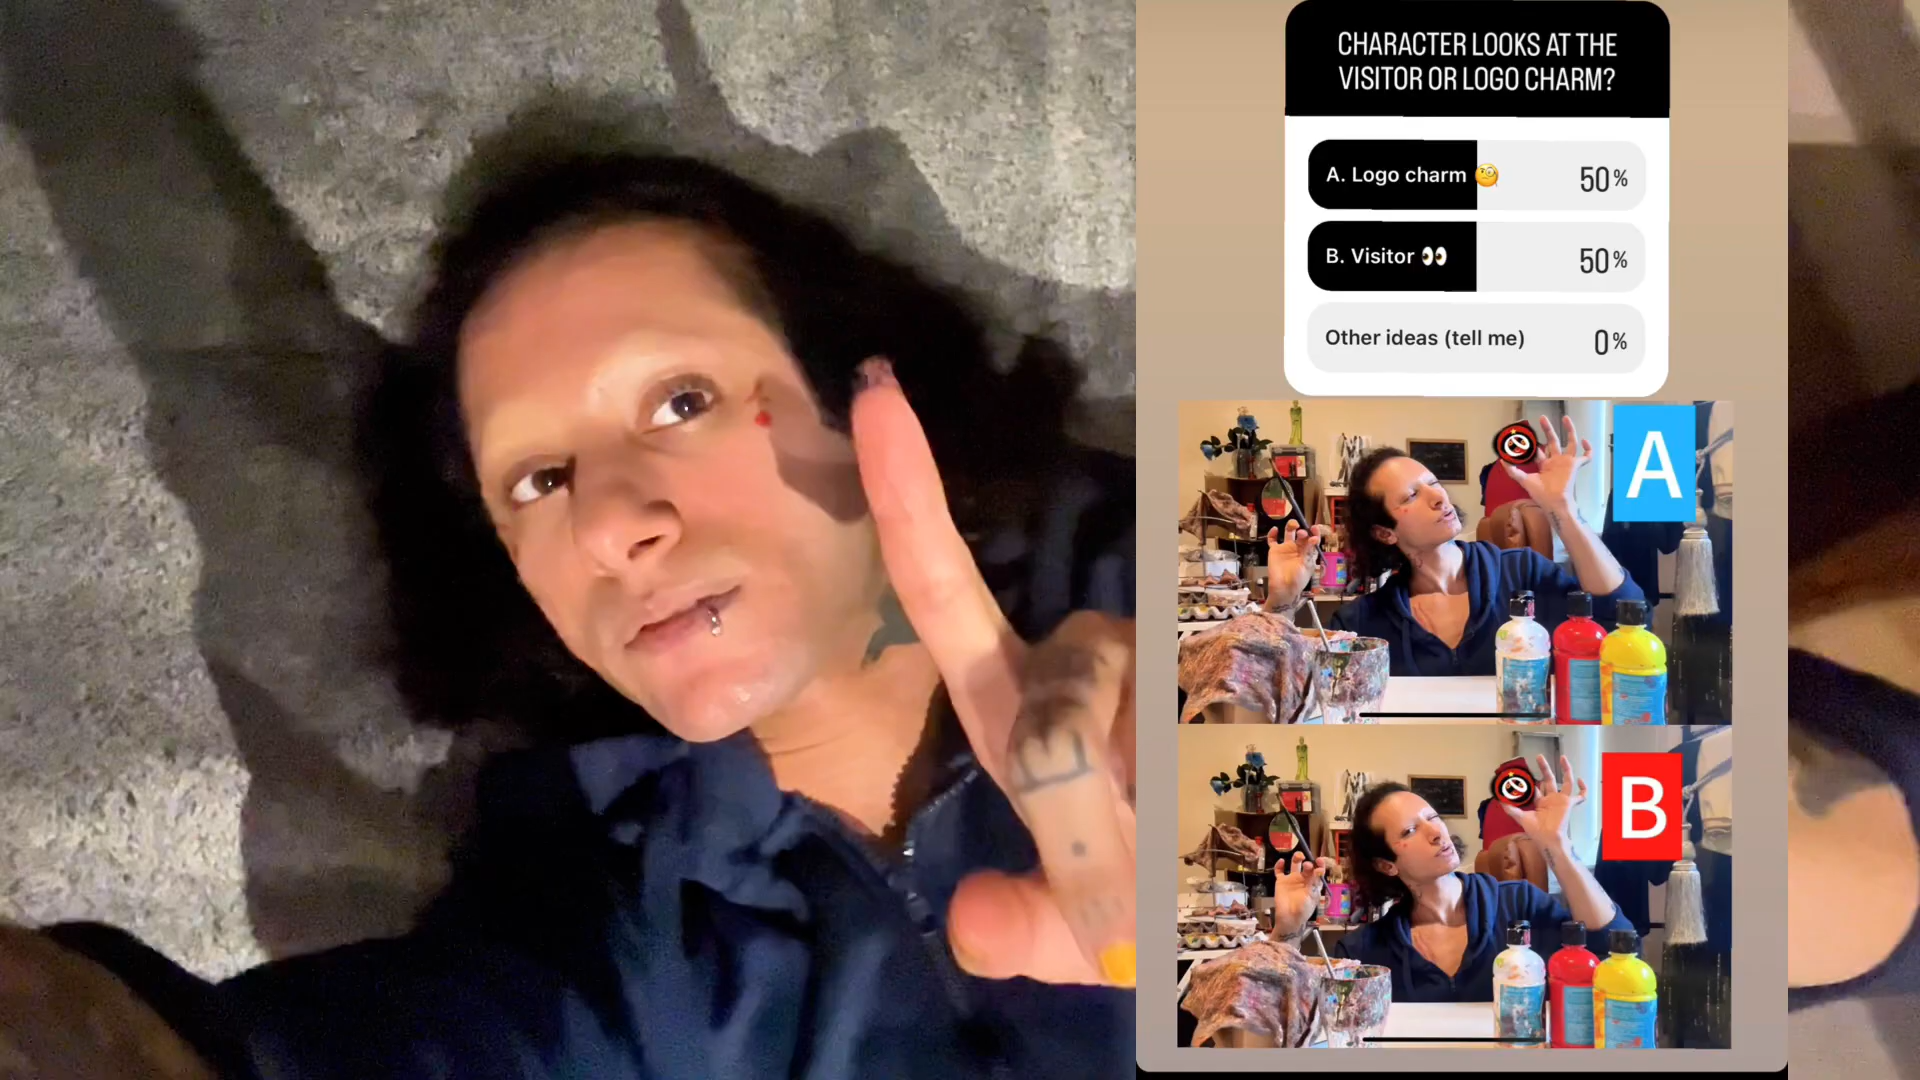 CHARACTER LOOKS AT THE
VISITOR OR LOGO CHARM?
A. Logo charm 🧐 50%
B. Visitor 👀 50%
Other ideas (tell me) 0%
A
B